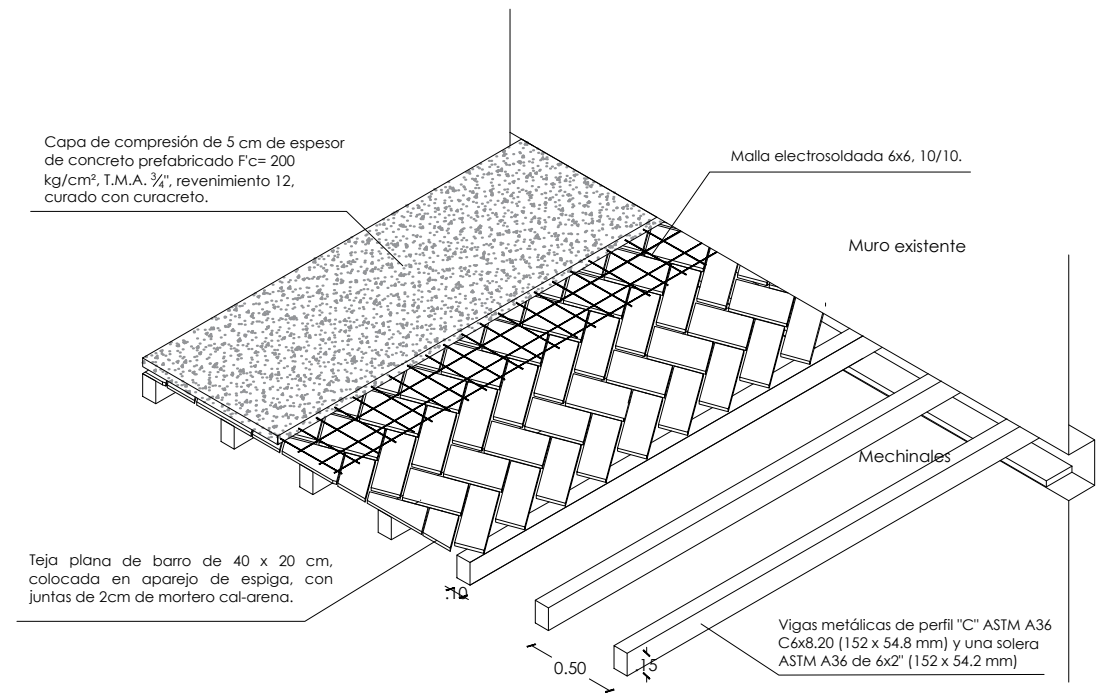 Capa de compresión de 5 cm de espesor
de concreto prefabricado F'c= 200
kg/cm², T.M.A. ¾", revenimiento 12,
curado con curacreto.
Malla electrosoldada 6x6, 10/10.
Muro existente
Mechinales
Teja plana de barro de 40 x 20 cm,
colocada en aparejo de espiga, con
juntas de 2cm de mortero cal-arena.
.10
0.50
.15
Vigas metálicas de perfil "C" ASTM A36
C6x8.20 (152 x 54.8 mm) y una solera
ASTM A36 de 6x2" (152 x 54.2 mm)